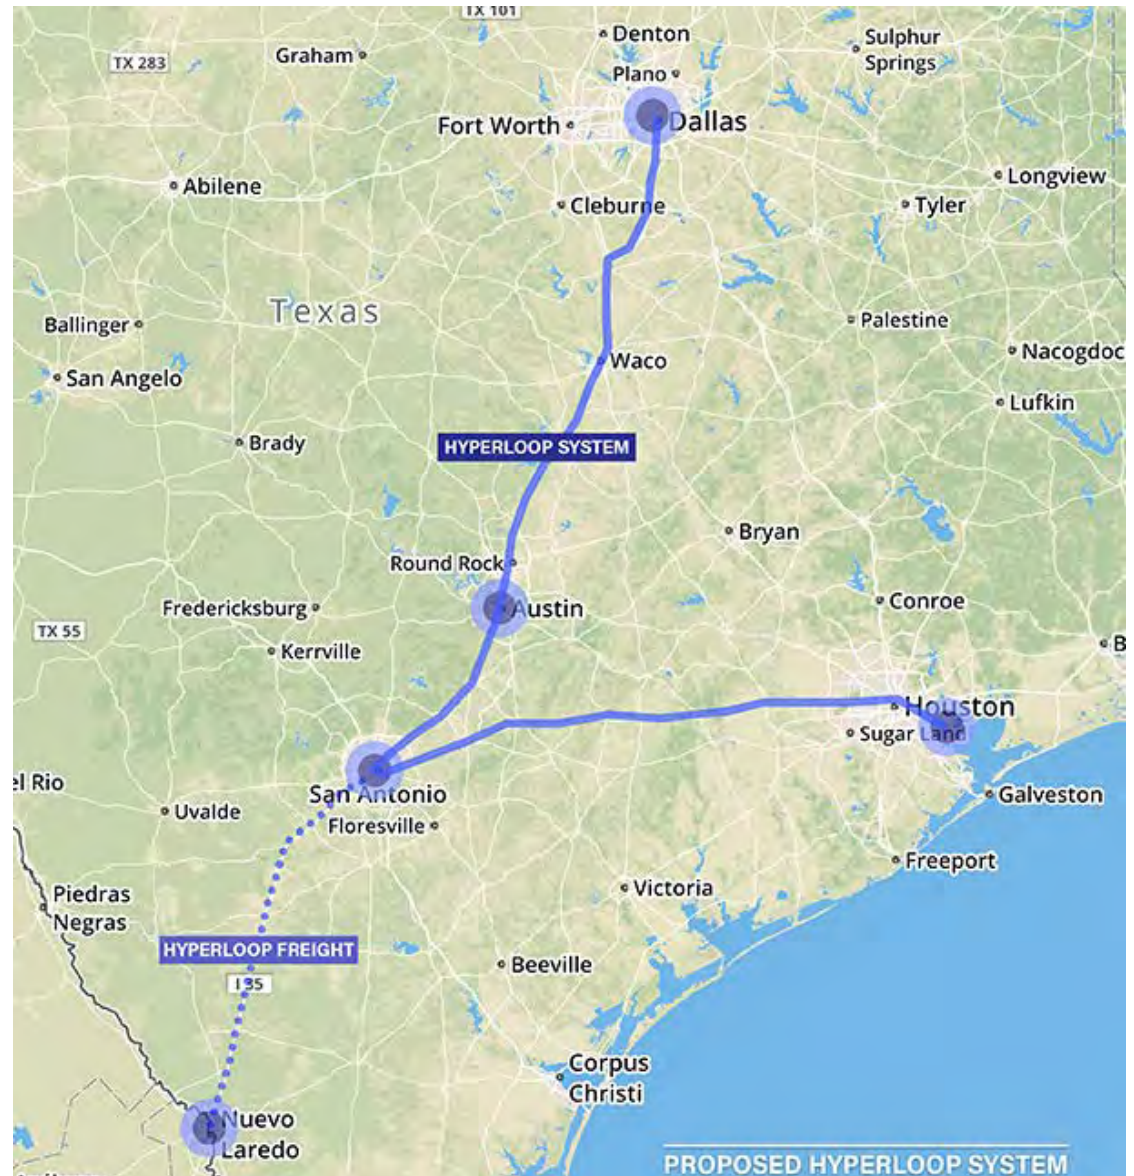 TX 101
Denton
Sulphur
Springs
Graham
TX 283
Plano
Dallas
Fort Worth
Abilene
Longview
Cleburne
Tyler
Texas
Ballinger
Palestine
Waco
Nacogdoc
San Angelo
Lufkin
HYPERLOOP SYSTEM
Brady
Bryan
Round Rock
Conroe
Fredericksburg
Austin
TX 55
Kerrville
B
Houston
Sugar Land
el Rio
San Antonio
Galveston
Uvalde
Floresville
Freeport
Piedras
Negras
Victoria
HYPERLOOP FREIGHT
Beeville
I 35
Corpus
Christi
Nuevo
Laredo
PROPOSED HYPERLOOP SYSTEM